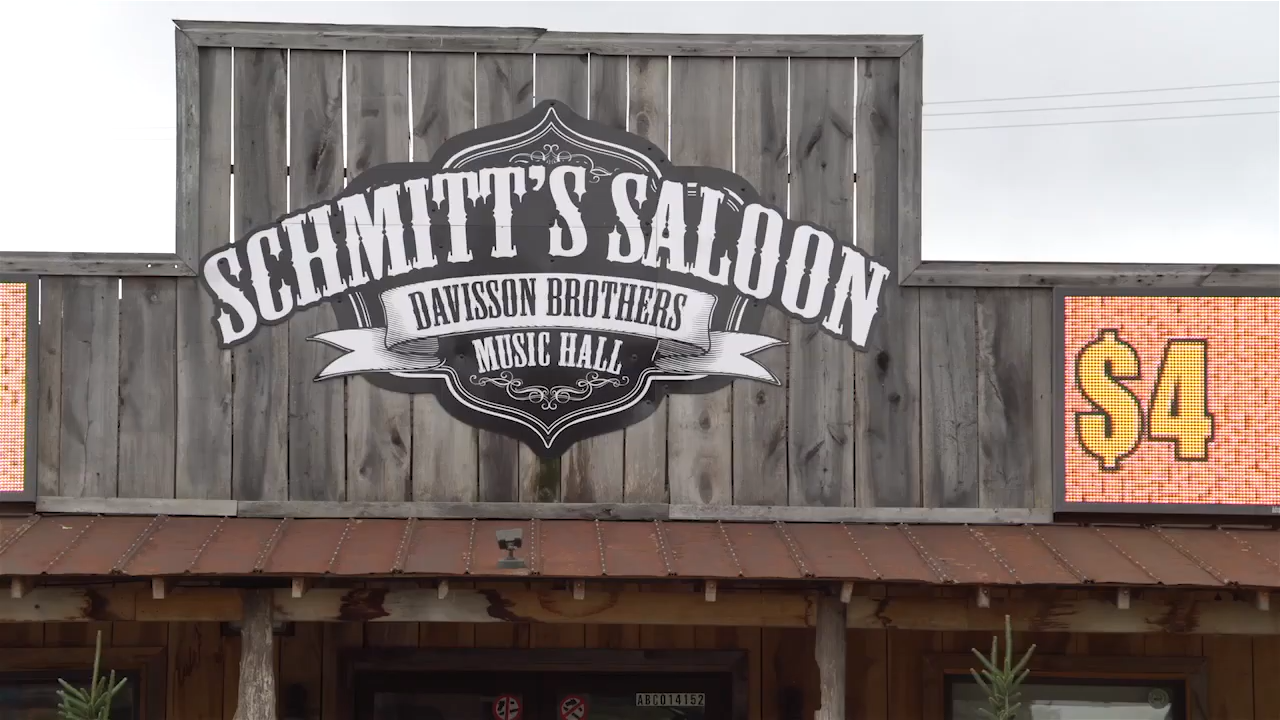 SCHMITT'S SALOON
DAVISSON BROTHERS
MUSIC HALL
$4
ABC014152